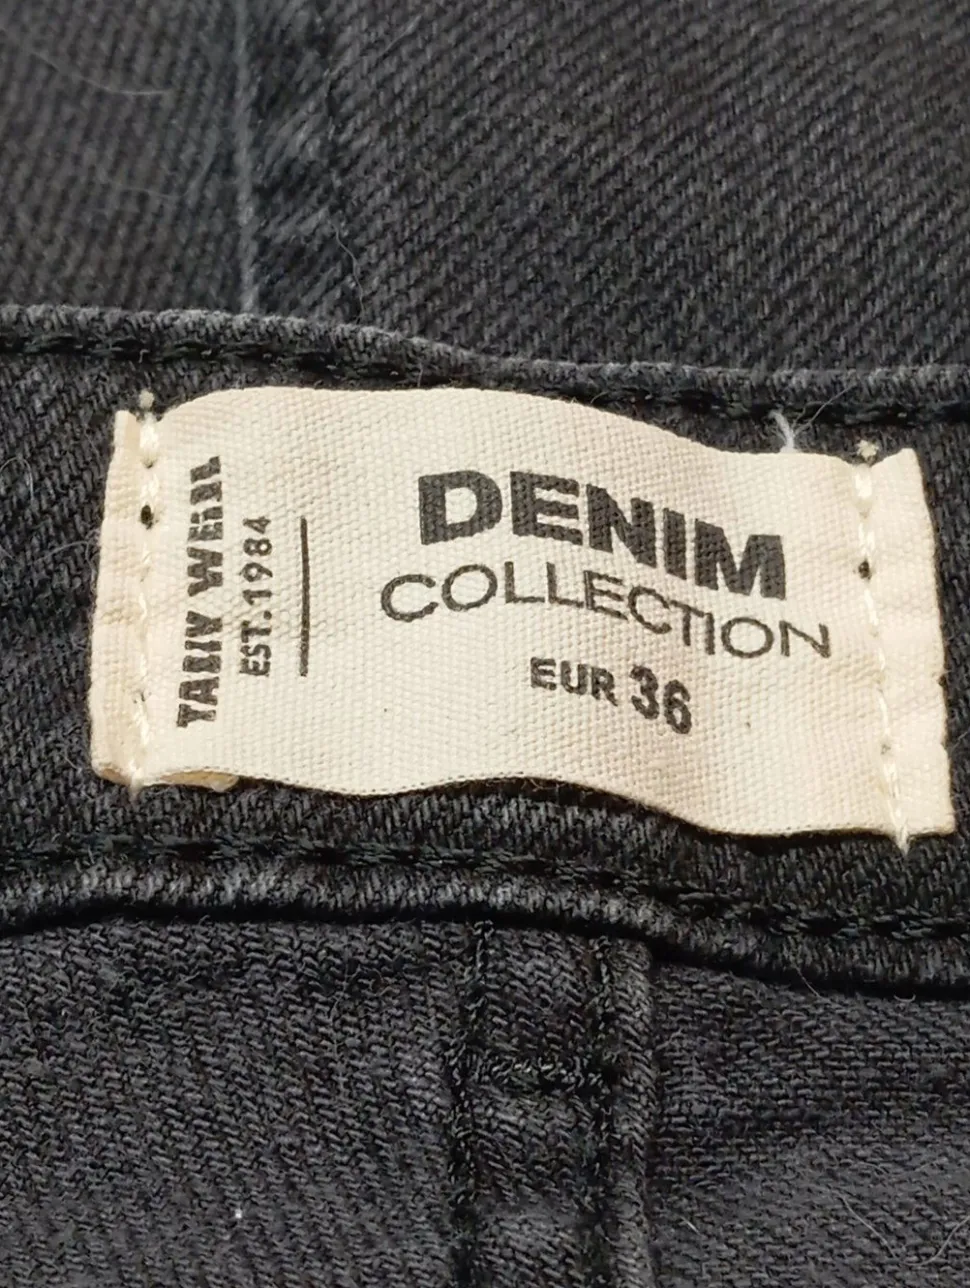 TALLY WEiJL
EST.1984
DENIM
COLLECTION
EUR 36